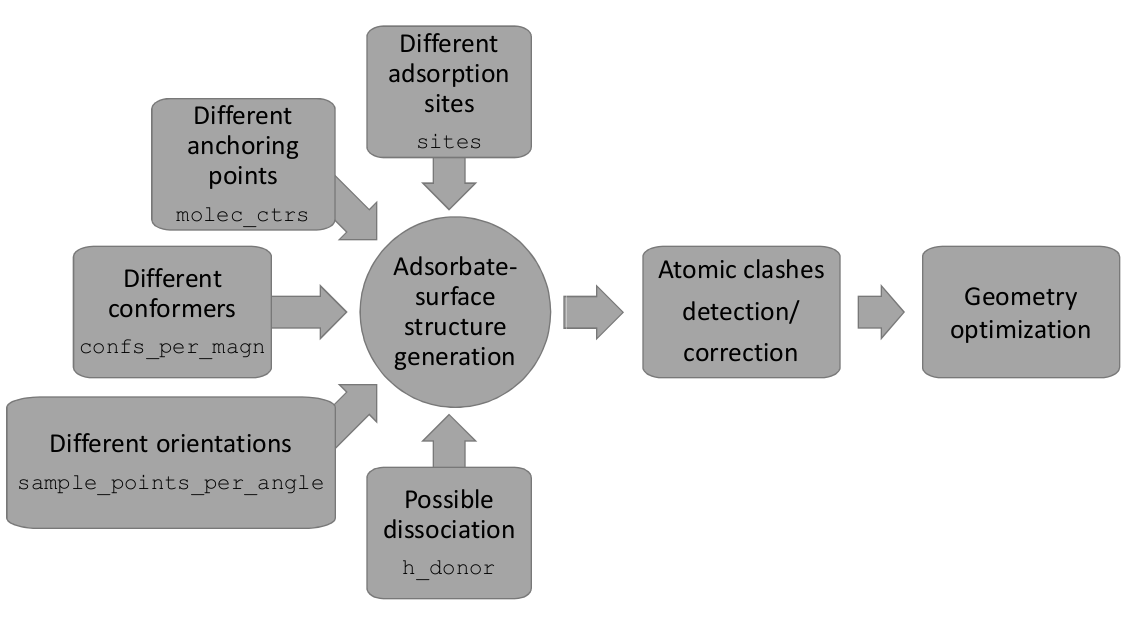 Different
adsorption
sites
sites
Different
anchoring
points
molec_ctrs
Different
conformers
confs_per_magn
Different orientations
sample_points_per_angle
Possible
dissociation
h_donor
Adsorbate-
surface
structure
generation
Atomic clashes
detection/
correction
Geometry
optimization